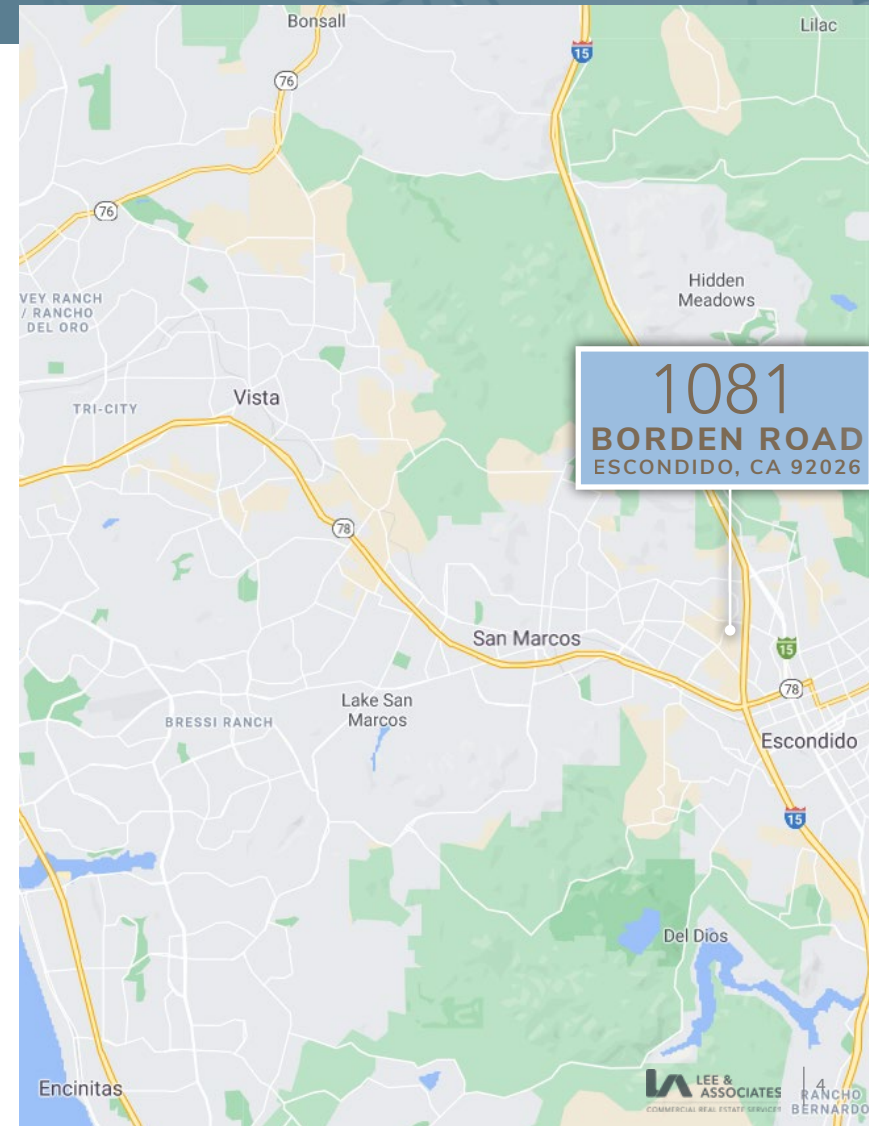 Bonsall
Lilac
15
76
76
Hidden
Meadows
VEY RANCH
/ RANCHO
DEL ORO
1081
BORDEN ROAD
ESCONDIDO, CA 92026
Vista
TRI-CITY
78
San Marcos
15
78
Lake San
Marcos
BRESSI RANCH
Escondido
15
Del Dios
Encinitas
LEE &
ASSOCIATES
COMMERCIAL REAL ESTATE SERVICES
4
RANCHO
BERNARDO